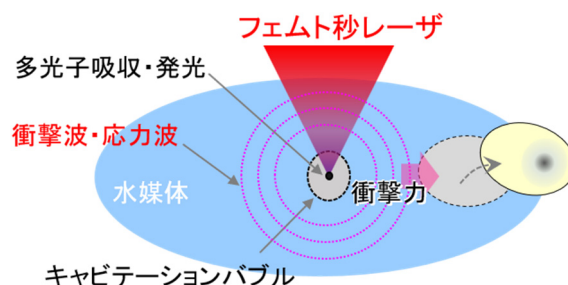 フェムト秒レーザ
多光子吸収・発光
衝撃波・応力波
水媒体
衝撃力
キャビテーションバブル